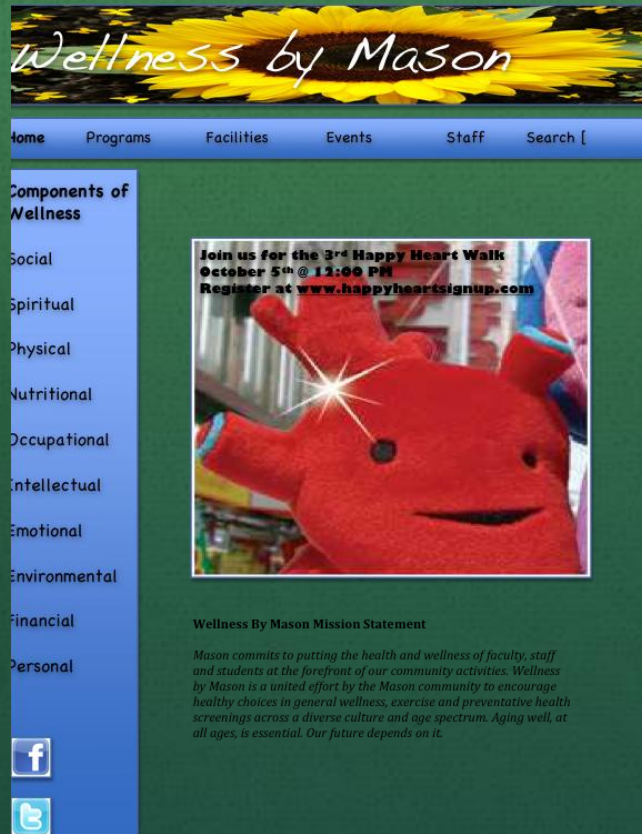 Wellness by Mason
Home Programs Facilities Events Staff Search [
Components of
Wellness
Social
Spiritual
Physical
Nutritional
Occupational
Intellectual
Emotional
Environmental
Financial
Personal
Join us for the 3rd Happy Heart Walk
October 5th @ 12:00 PM
Register at www.happyheartsignup.com
Wellness By Mason Mission Statement
Mason commits to putting the health and wellness of faculty, staff
and students at the forefront of our community activities. Wellness
by Mason is a united effort by the Mason community to encourage
healthy choices in general wellness, exercise and preventative health
screenings across a diverse culture and age spectrum. Aging well, at
all ages, is essential. Our future depends on it.
f
t